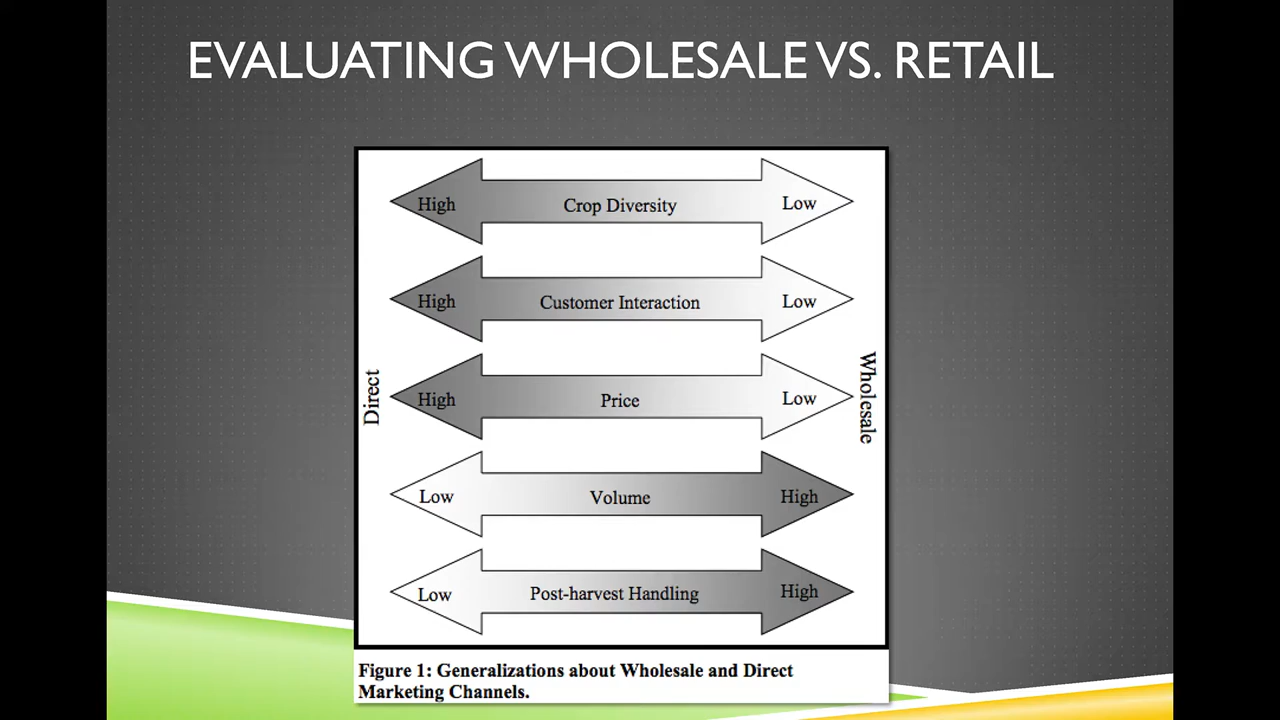 EVALUATING WHOLESALE VS. RETAIL
High Crop Diversity Low
High Customer Interaction Low
Direct
High Price Low
Wholesale
Low Volume High
Low Post-harvest Handling High
Figure 1: Generalizations about Wholesale and Direct
Marketing Channels.